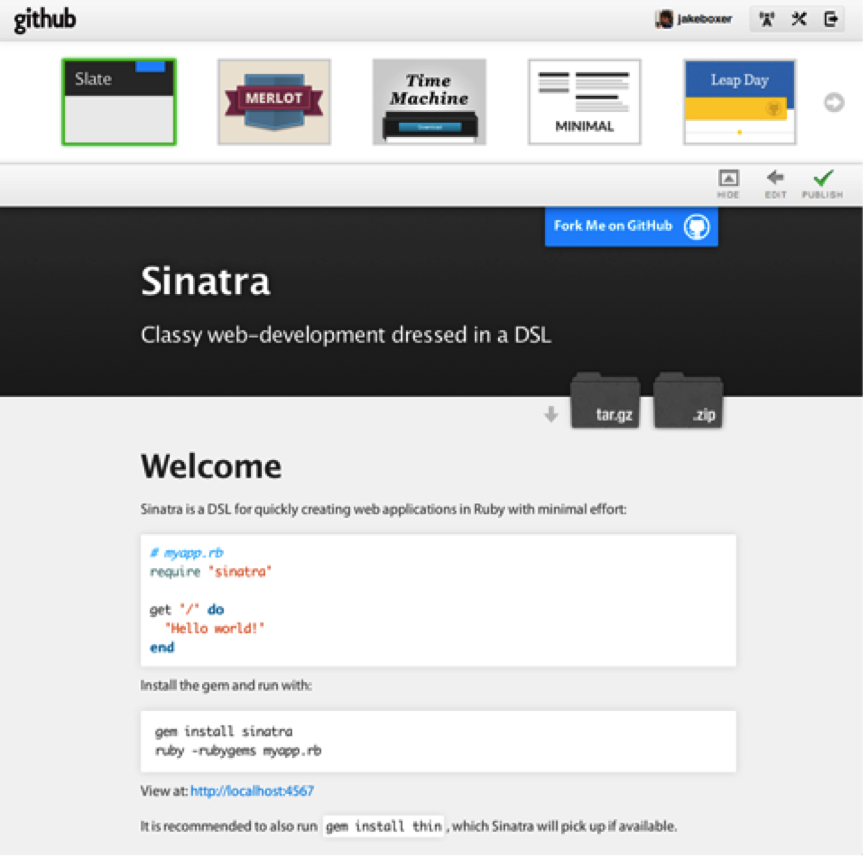 github
jakeboxer
Slate
MERLOT
Time
Machine
Download
MINIMAL
Leap Day
HIDE
EDIT
PUBLISH
Fork Me on GitHub
Sinatra
Classy web-development dressed in a DSL
tar.gz
.zip
Welcome
Sinatra is a DSL for quickly creating web applications in Ruby with minimal effort:
# myapp.rb
require 'sinatra'
get '/' do
'Hello world!'
end
Install the gem and run with:
gem install sinatra
ruby -rubygems myapp.rb
View at: http://localhost:4567
It is recommended to also run gem install thin, which Sinatra will pick up if available.